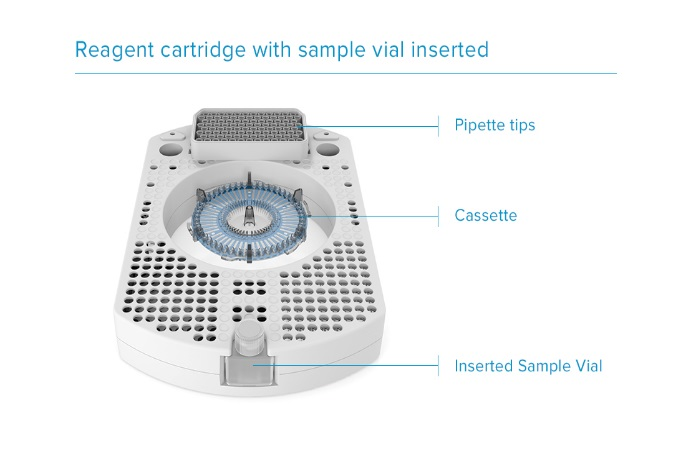 Reagent cartridge with sample vial inserted
Pipette tips
Cassette
Inserted Sample Vial